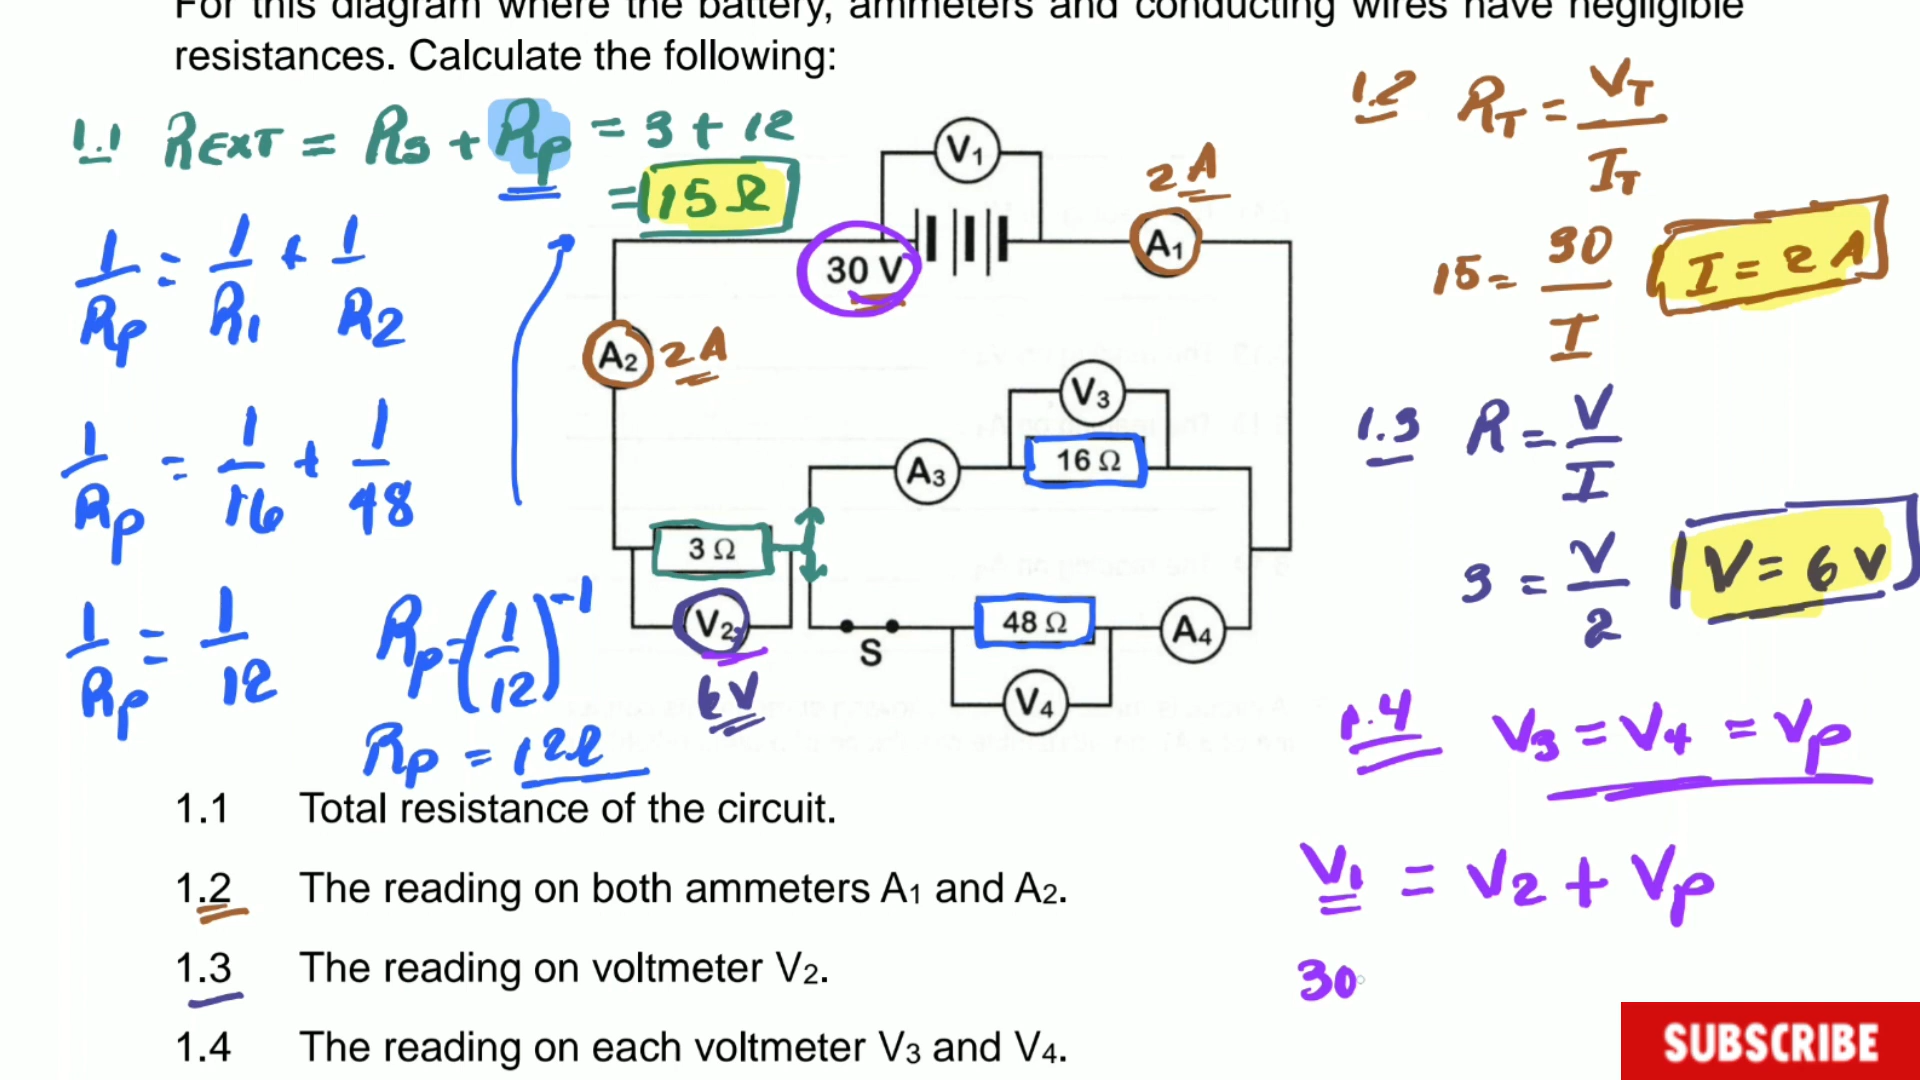 For this diagram where the battery, ammeters and conducting wires have negligible
resistances. Calculate the following:
1.1 REXT = Rs + Rp = 3 + 12
= 15 Ω
1/Rp = 1/R1 + 1/R2
1/Rp = 1/16 + 1/48
1/Rp = 1/12
Rp = (1/12)⁻¹
Rp = 12Ω
V1
30 V
A1
2 A
A2
2 A
V3
A3
16 Ω
3 Ω
V2
6V
S
48 Ω
A4
V4
1.2 RT = VT/IT
15 = 30/I
I = 2 A
1.3 R = V/I
3 = V/2
V = 6 V
1.4 V3 = V4 = Vp
V1 = V2 + Vp
30
1.1 Total resistance of the circuit.
1.2 The reading on both ammeters A1 and A2.
1.3 The reading on voltmeter V2.
1.4 The reading on each voltmeter V3 and V4.
SUBSCRIBE